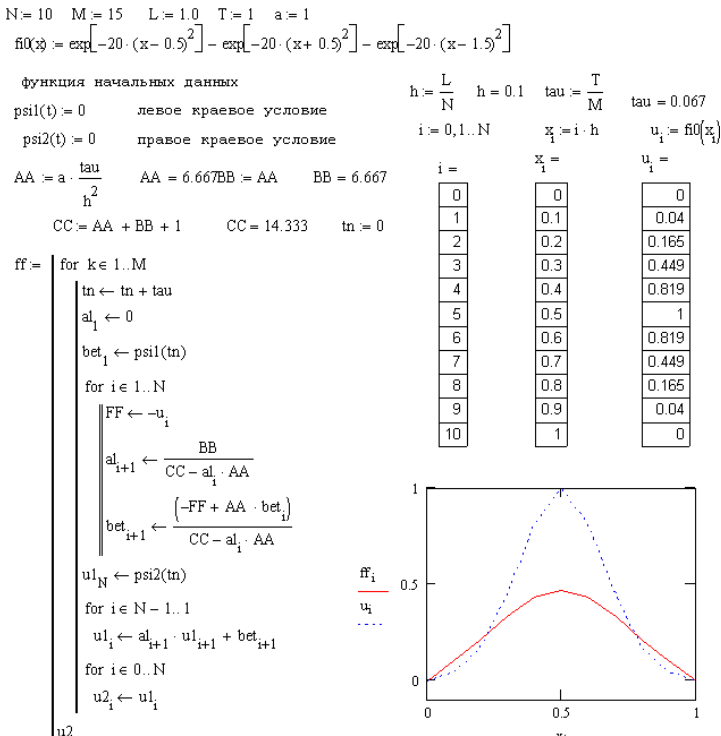 N := 10 M := 15 L := 1.0 T := 1 a := 1
fi0(x) := exp[-20·(x - 0.5)²] - exp[-20·(x + 0.5)²] - exp[-20·(x - 1.5)²]
функция начальных данных
psi1(t) := 0 левое краевое условие
psi2(t) := 0 правое краевое условие
h := L/N h = 0.1 tau := T/M tau = 0.067
i := 0,1..N x_i := i·h u_i := fi0(x_i)
AA := a·tau/h² AA = 6.667 BB := AA BB = 6.667
CC := AA + BB + 1 CC = 14.333 tn := 0
i = x_i = u_i =
0 0 0
1 0.1 0.04
2 0.2 0.165
3 0.3 0.449
4 0.4 0.819
5 0.5 1
6 0.6 0.819
7 0.7 0.449
8 0.8 0.165
9 0.9 0.04
10 1 0
ff := for k ∈ 1..M
tn ← tn + tau
al_1 ← 0
bet_1 ← psi1(tn)
for i ∈ 1..N
FF ← -u_i
al_{i+1} ← BB/(CC - al_i·AA)
bet_{i+1} ← (-FF + AA·bet_i)/(CC - al_i·AA)
u1_N ← psi2(tn)
for i ∈ N - 1..1
u1_i ← al_{i+1}·u1_{i+1} + bet_{i+1}
for i ∈ 0..N
u2_i ← u1_i
u2
ff_i
u_i
1
0.5
0
0 0.5 1